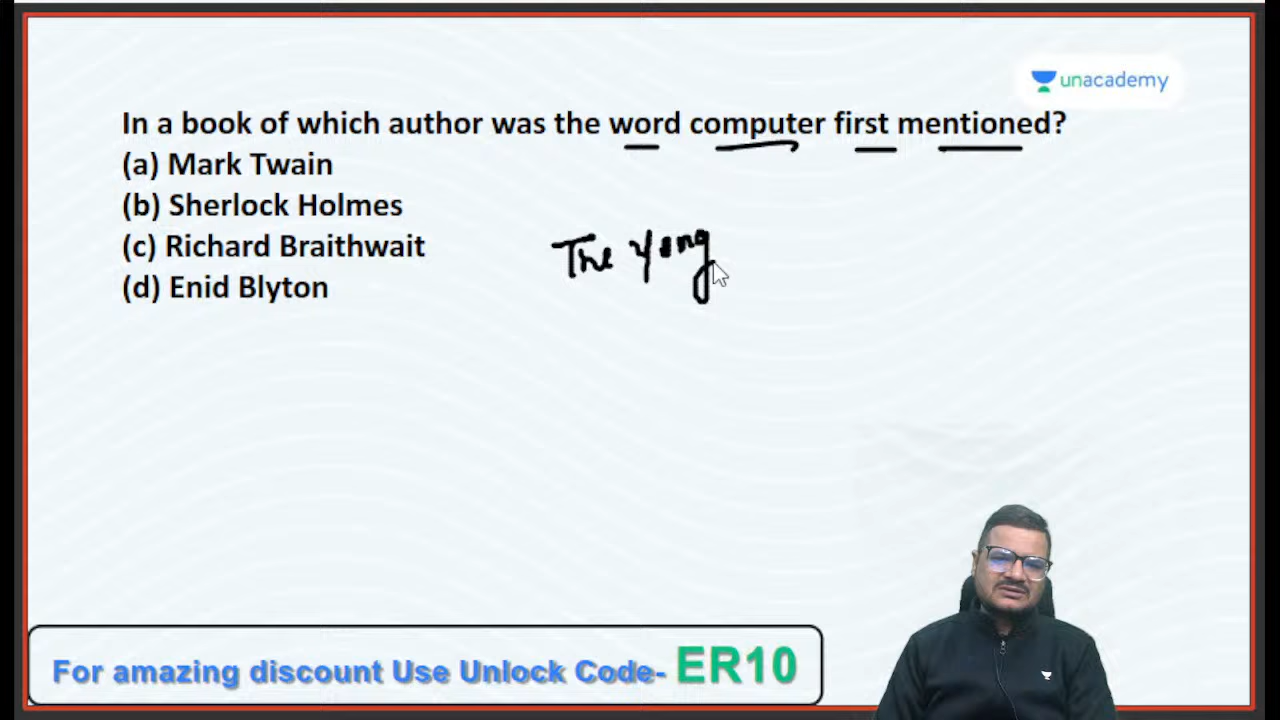 unacademy
In a book of which author was the word computer first mentioned?
(a) Mark Twain
(b) Sherlock Holmes
(c) Richard Braithwait
(d) Enid Blyton
The Yong
For amazing discount Use Unlock Code- ER10